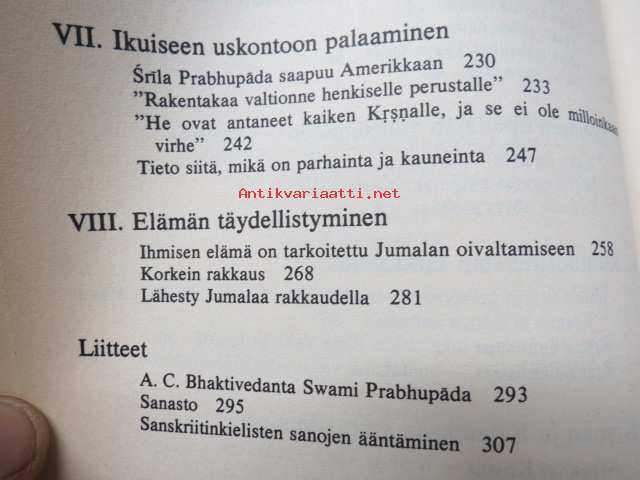 VII. Ikuiseen uskontoon palaaminen
Śrīla Prabhupāda saapuu Amerikkaan 230
”Rakentakaa valtionne henkiselle perustalle” 233
”He ovat antaneet kaiken Kṛṣṇalle, ja se ei ole milloinkaan
virhe” 242
Tieto siitä, mikä on parhainta ja kauneinta 247
Antikvariaatti.net
VIII. Elämän täydellistyminen
Ihmisen elämä on tarkoitettu Jumalan oivaltamiseen 258
Korkein rakkaus 268
Lähesty Jumalaa rakkaudella 281
Liitteet
A. C. Bhaktivedanta Swami Prabhupāda 293
Sanasto 295
Sanskriitinkielisten sanojen ääntäminen 307